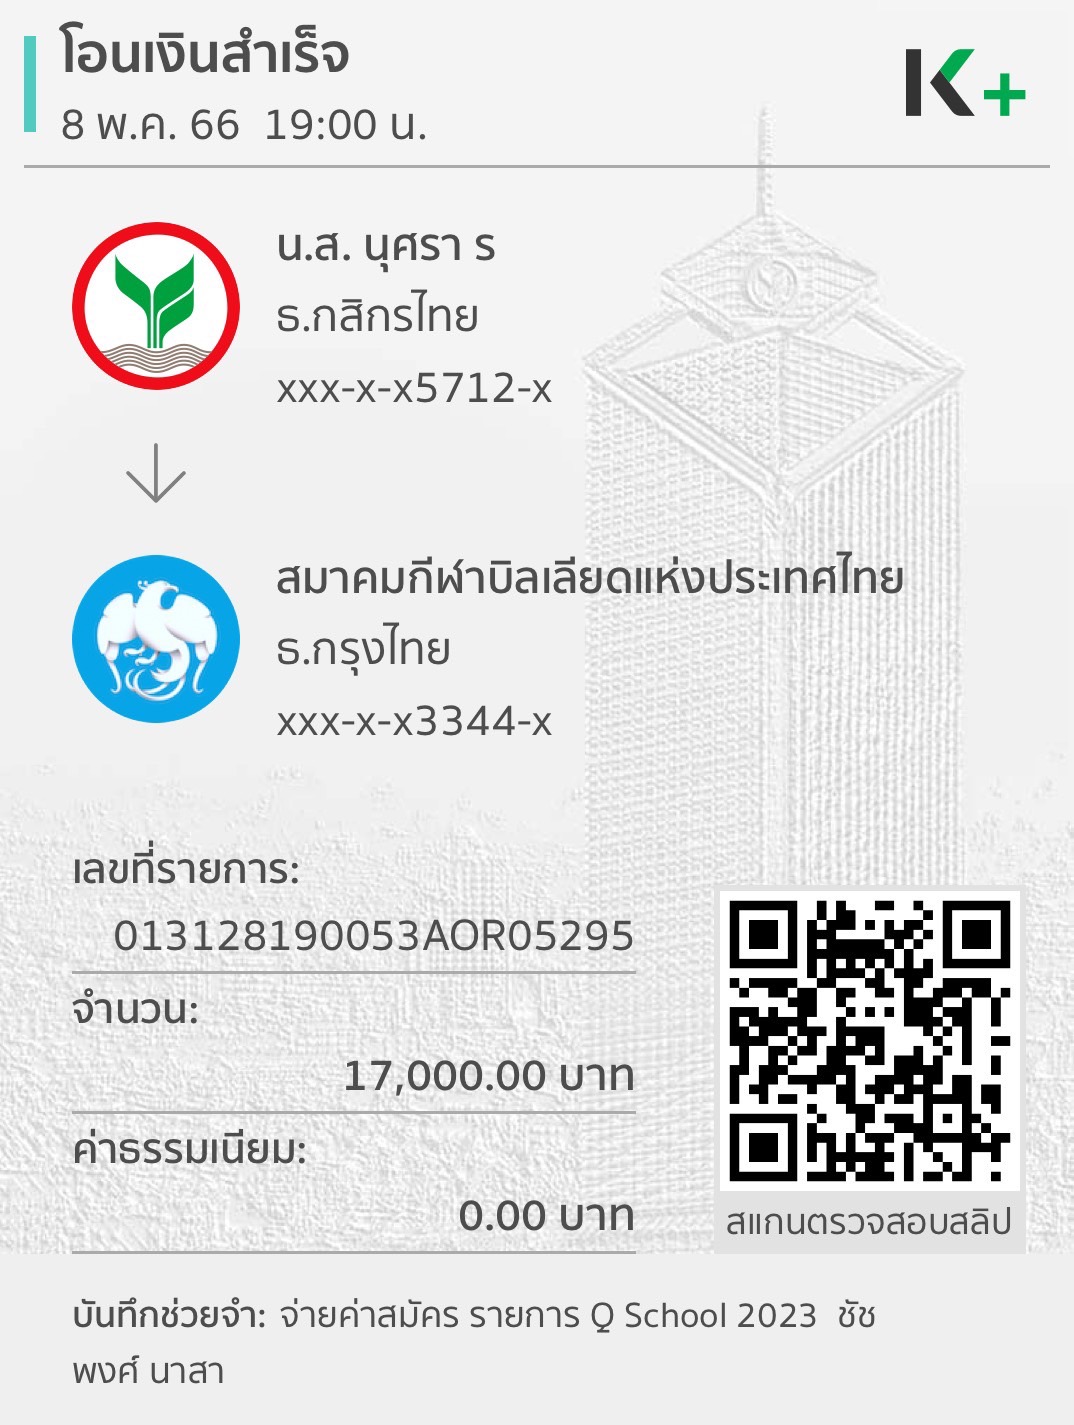 โอนเงินสำเร็จ
8 พ.ค. 66  19:00 น.
K+
น.ส. นุศรา ร
ธ.กสิกรไทย
xxx-x-x5712-x
สมาคมกีฬาบิลเลียดแห่งประเทศไทย
ธ.กรุงไทย
xxx-x-x3344-x
เลขที่รายการ:
013128190053AOR05295
จำนวน:
17,000.00 บาท
ค่าธรรมเนียม:
0.00 บาท
สแกนตรวจสอบสลิป
บันทึกช่วยจำ: จ่ายค่าสมัคร รายการ Q School 2023  ชัช
พงศ์ นาสา